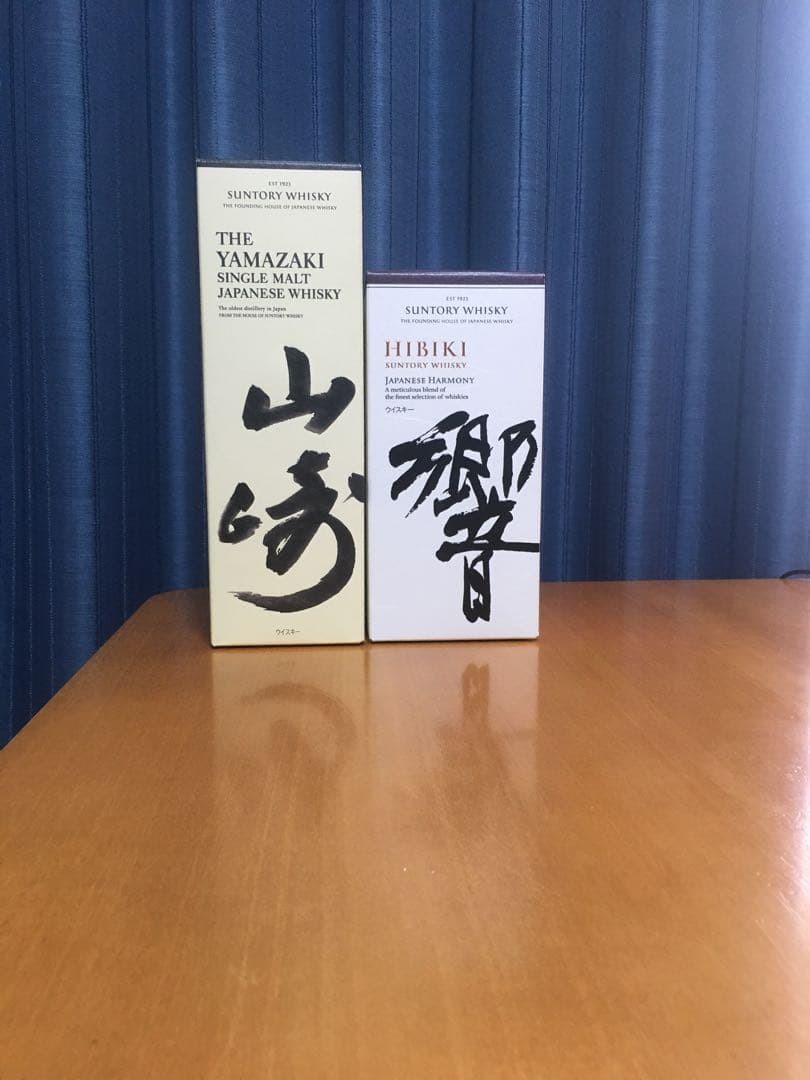 EST 1923
SUNTORY WHISKY
THE FOUNDING HOUSE OF JAPANESE WHISKY
THE
YAMAZAKI
SINGLE MALT
JAPANESE WHISKY
The oldest distillery in Japan
FROM THE HOUSE OF SUNTORY WHISKY
山
崎
ウイスキー
EST 1923
SUNTORY WHISKY
THE FOUNDING HOUSE OF JAPANESE WHISKY
HIBIKI
SUNTORY WHISKY
JAPANESE HARMONY
A meticulous blend of
the finest selection of whiskies
ウイスキー
響